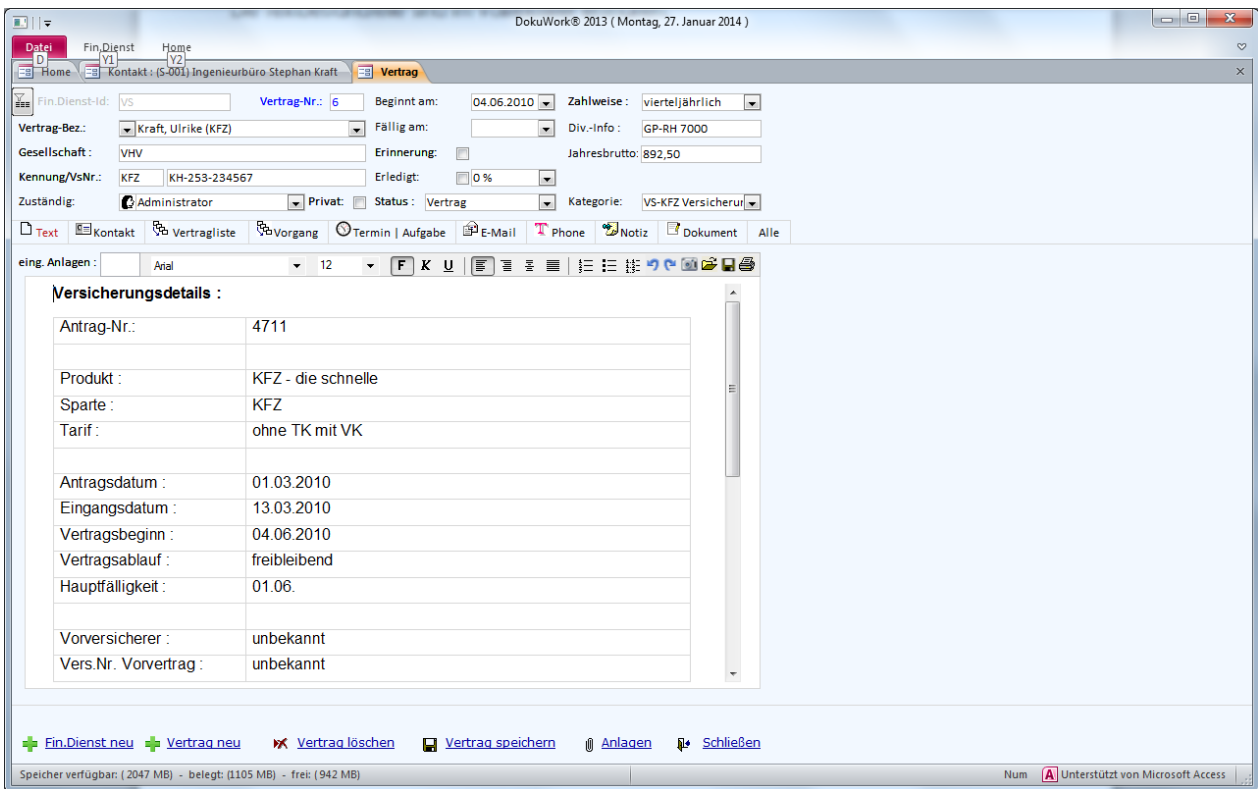 DokuWork® 2013 ( Montag, 27. Januar 2014 )
Datei Fin.Dienst Home
D Y1 Y2
Home Kontakt : (S-001) Ingenieurbüro Stephan Kraft Vertrag
Fin.Dienst-Id: VS Vertrag-Nr.: 6 Beginnt am: 04.06.2010 Zahlweise : vierteljährlich
Vertrag-Bez.: Kraft, Ulrike (KFZ) Fällig am: Div.-Info : GP-RH 7000
Gesellschaft : VHV Erinnerung: Jahresbrutto: 892,50
Kennung/VsNr.: KFZ KH-253-234567 Erledigt: 0 %
Zuständig: Administrator Privat: Status : Vertrag Kategorie: VS-KFZ Versicherur
Text Kontakt Vertragliste Vorgang Termin | Aufgabe E-Mail Phone Notiz Dokument Alle
eing. Anlagen : Arial 12 F K U
Versicherungsdetails :
Antrag-Nr.: 4711
Produkt : KFZ - die schnelle
Sparte : KFZ
Tarif : ohne TK mit VK
Antragsdatum : 01.03.2010
Eingangsdatum : 13.03.2010
Vertragsbeginn : 04.06.2010
Vertragsablauf : freibleibend
Hauptfälligkeit : 01.06.
Vorversicherer : unbekannt
Vers.Nr. Vorvertrag : unbekannt
Fin.Dienst neu Vertrag neu Vertrag löschen Vertrag speichern Anlagen Schließen
Speicher verfügbar: ( 2047 MB) - belegt: (1105 MB) - frei: ( 942 MB) Num Unterstützt von Microsoft Access